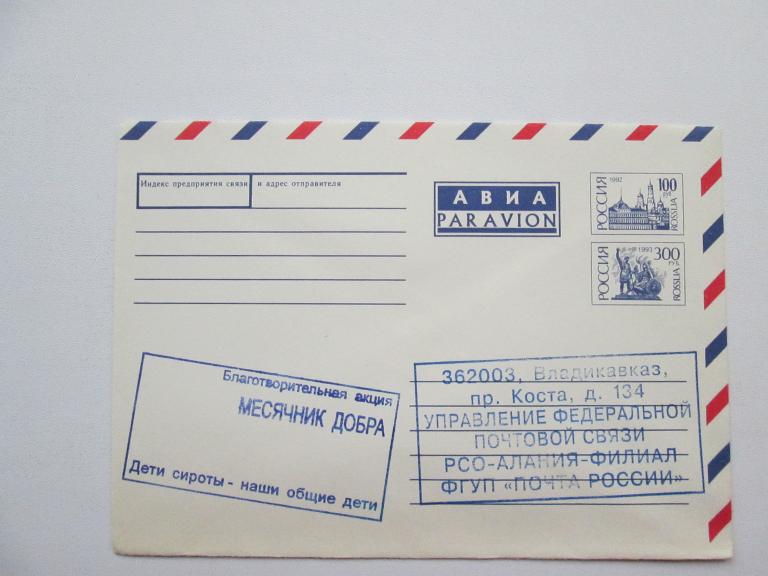 Индекс предприятия связи и адрес отправителя
АВИА
PAR AVION
РОССИЯ 1992 100 РУБ ROSSIJA
РОССИЯ 1993 300 РУБ. ROSSIJA
Благотворительная акция
МЕСЯЧНИК ДОБРА
Дети сироты - наши общие дети
362003, Владикавказ,
пр. Коста, д. 134
УПРАВЛЕНИЕ ФЕДЕРАЛЬНОЙ
ПОЧТОВОЙ СВЯЗИ
РСО-АЛАНИЯ-ФИЛИАЛ
ФГУП «ПОЧТА РОССИИ»